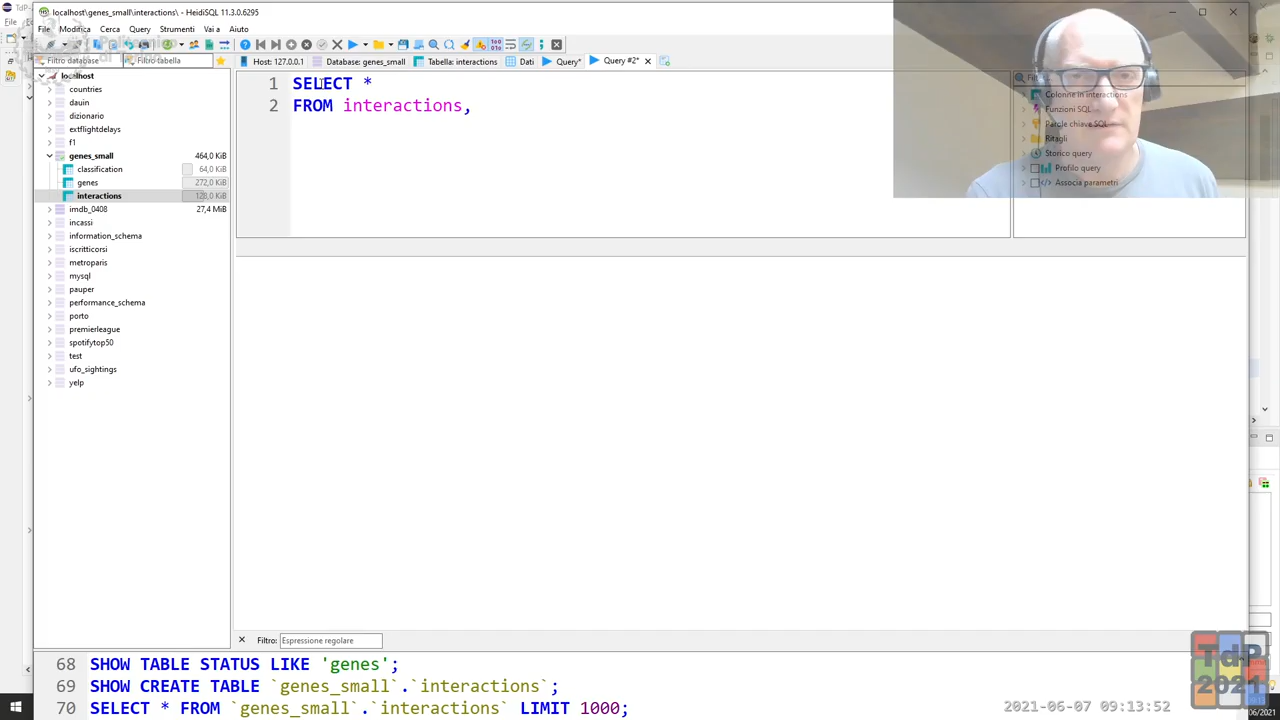 localhost\genes_small\interactions\ - HeidiSQL 11.3.0.6295
File Modifica Cerca Query Strumenti Vai a Aiuto
Filtro database
Filtro tabella
Host: 127.0.0.1
Database: genes_small
Tabella: interactions
Dati
Query*
Query #2*
localhost
countries
dauin
dizionario
extflightdelays
f1
genes_small 464,0 KiB
classification 64,0 KiB
genes 272,0 KiB
interactions 128,0 KiB
imdb_0408 27,4 MiB
incassi
information_schema
iscritticorsi
metroparis
mysql
pauper
performance_schema
porto
premierleague
spotifytop50
test
ufo_sightings
yelp
1 SELECT *
2 FROM interactions,
Colonne in interactions
Funzioni SQL
Parole chiave SQL
Ritagli
Storico query
Profilo query
Associa parametri
Filtro: Espressione regolare
68 SHOW TABLE STATUS LIKE 'genes';
69 SHOW CREATE TABLE `genes_small`.`interactions`;
70 SELECT * FROM `genes_small`.`interactions` LIMIT 1000;
TdP
2021
2021-06-07 09:13:52